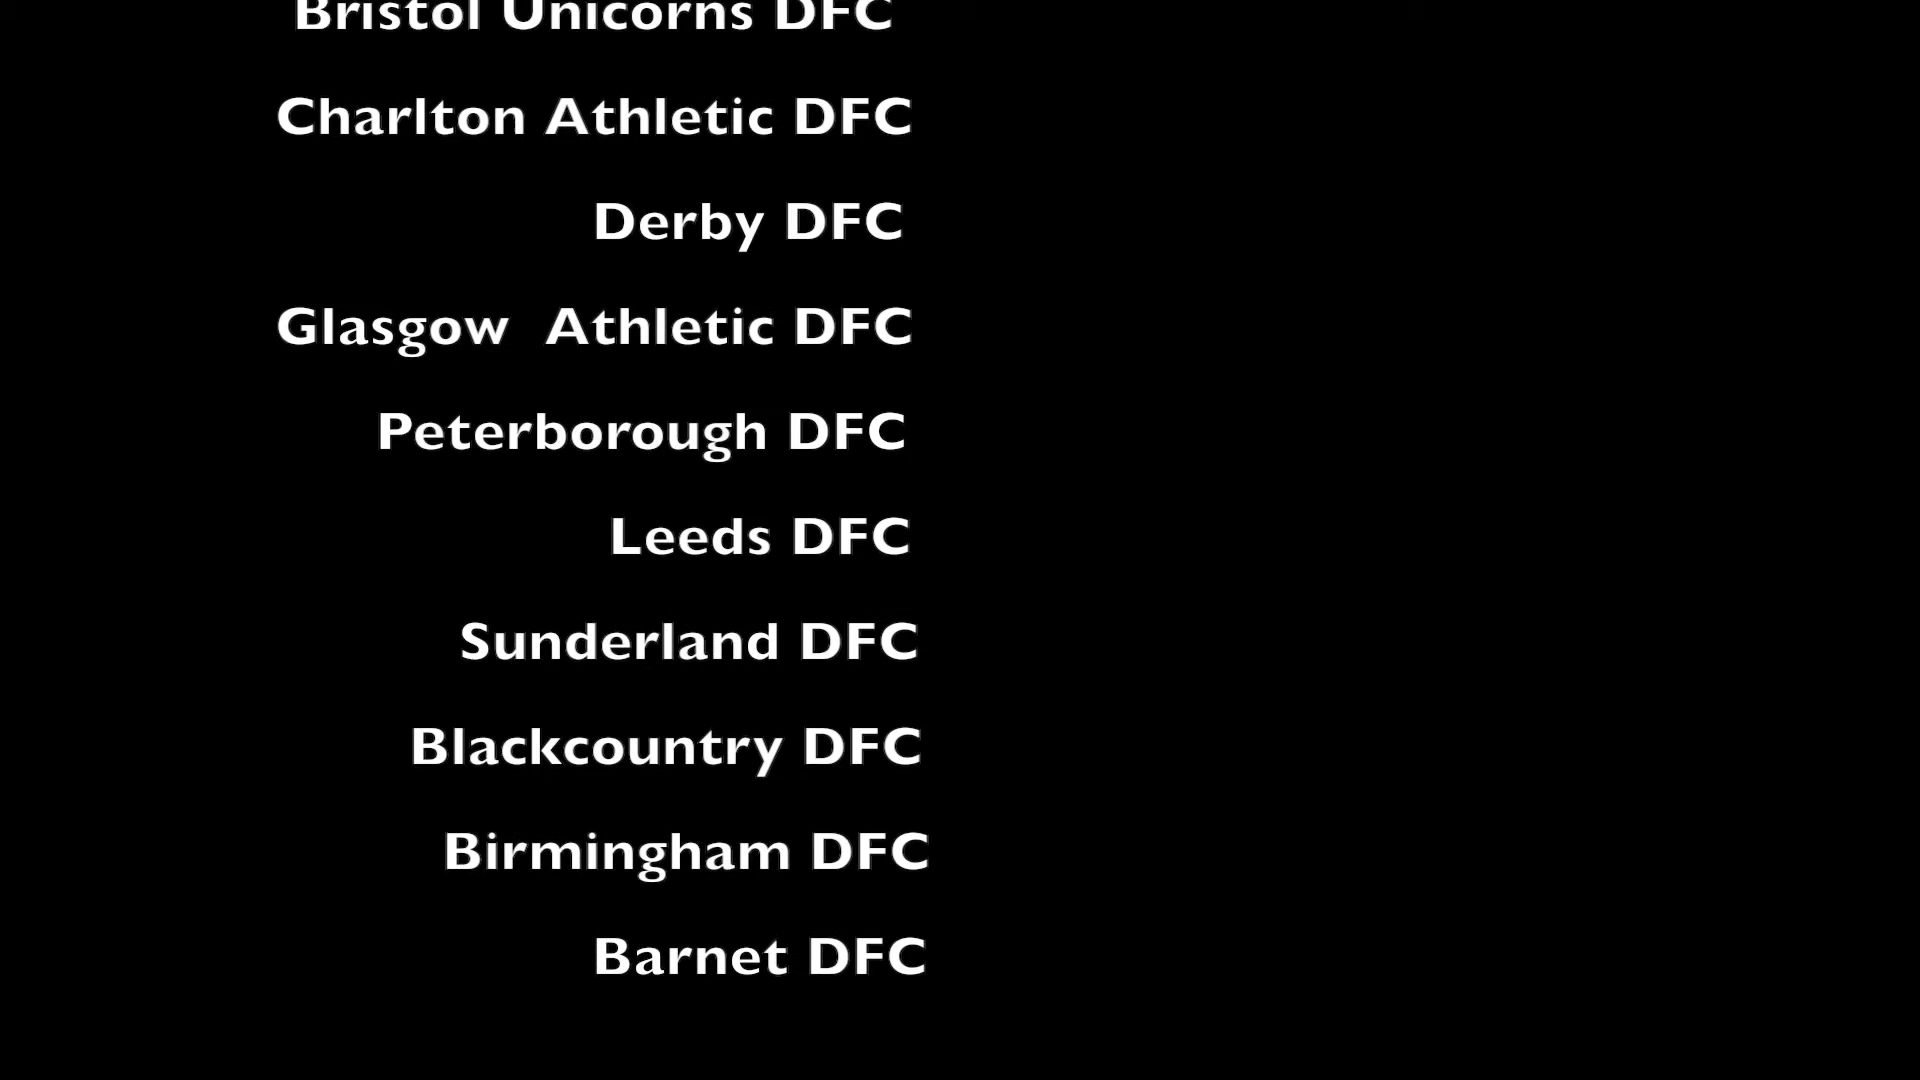 Bristol Unicorns DFC
Charlton Athletic DFC
Derby DFC
Glasgow  Athletic DFC
Peterborough DFC
Leeds DFC
Sunderland DFC
Blackcountry DFC
Birmingham DFC
Barnet DFC